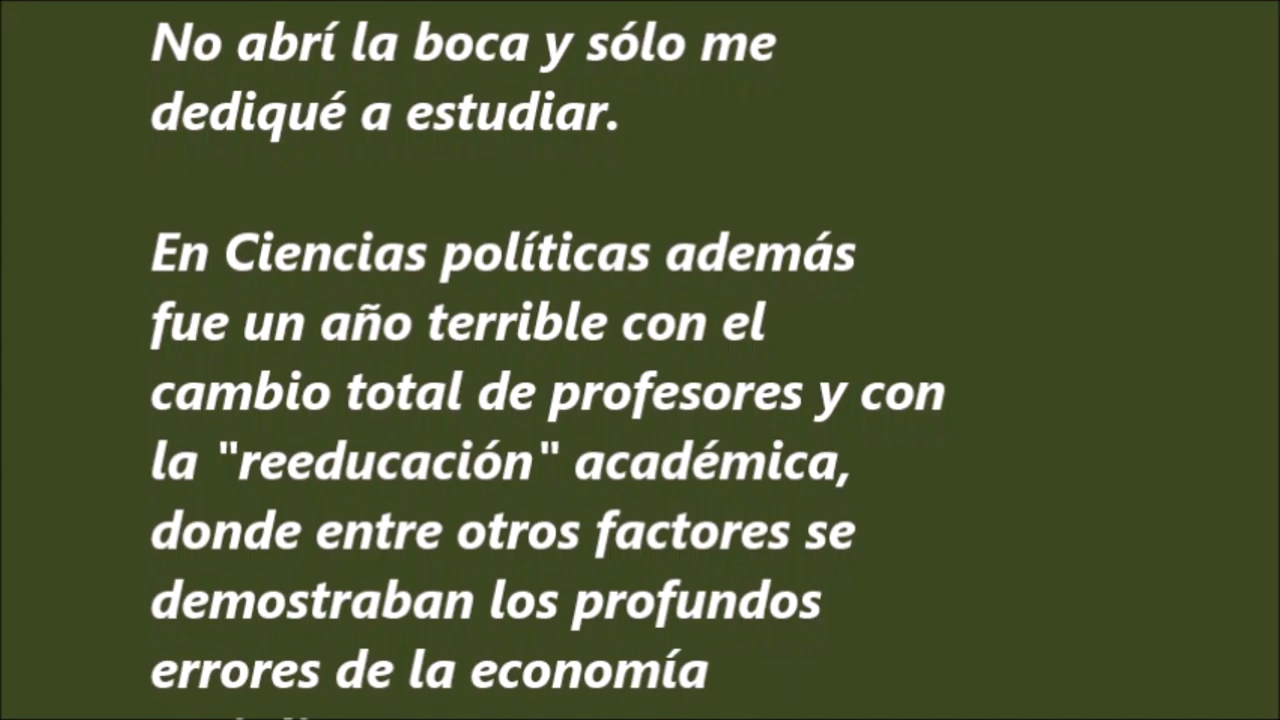 No abrí la boca y sólo me
dediqué a estudiar.
En Ciencias políticas además
fue un año terrible con el
cambio total de profesores y con
la "reeducación" académica,
donde entre otros factores se
demostraban los profundos
errores de la economía